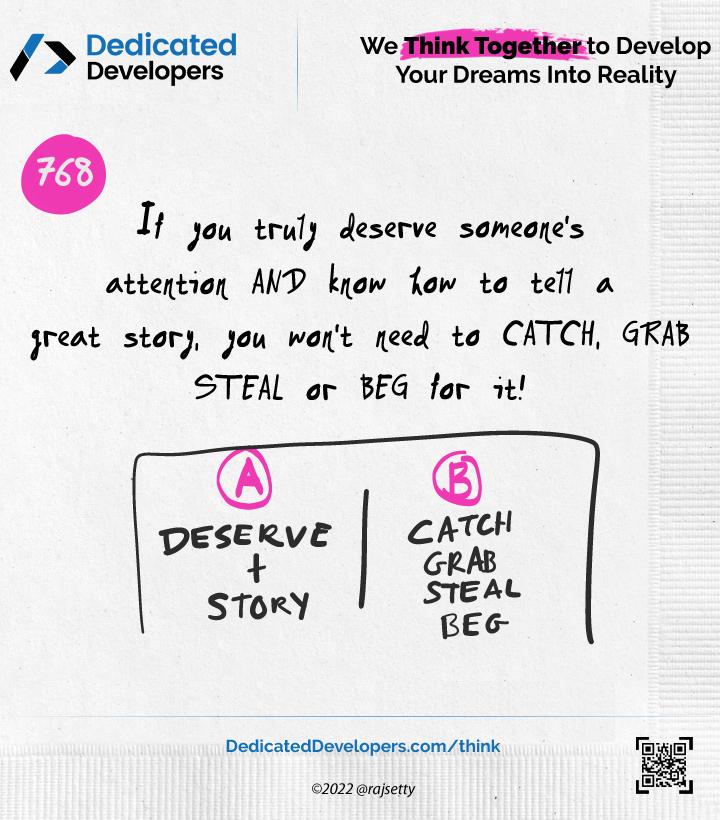 Dedicated
Developers
We Think Together to Develop
Your Dreams Into Reality
768
If you truly deserve someone's
attention AND know how to tell a
great story, you won't need to CATCH, GRAB
STEAL or BEG for it!
A
DESERVE
+
STORY
B
CATCH
GRAB
STEAL
BEG
DedicatedDevelopers.com/think
©2022 @rajsetty